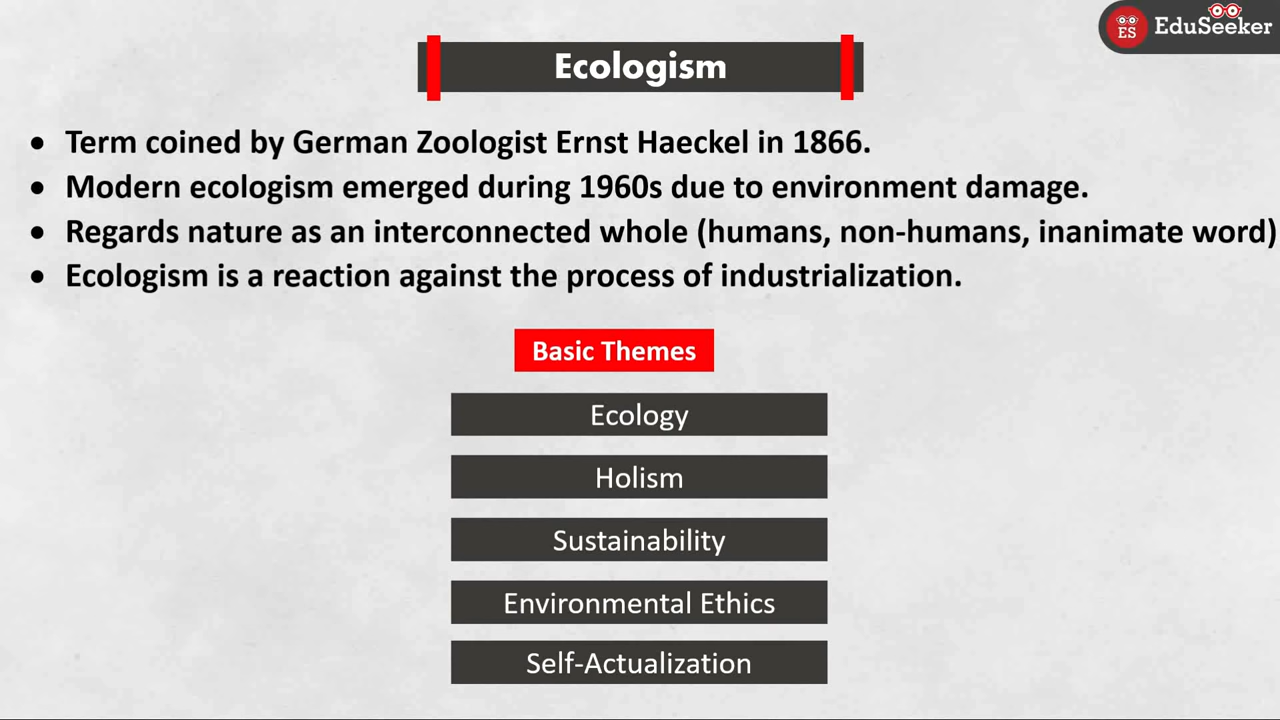 ES EduSeeker
Ecologism
• Term coined by German Zoologist Ernst Haeckel in 1866.
• Modern ecologism emerged during 1960s due to environment damage.
• Regards nature as an interconnected whole (humans, non-humans, inanimate word)
• Ecologism is a reaction against the process of industrialization.
Basic Themes
Ecology
Holism
Sustainability
Environmental Ethics
Self-Actualization